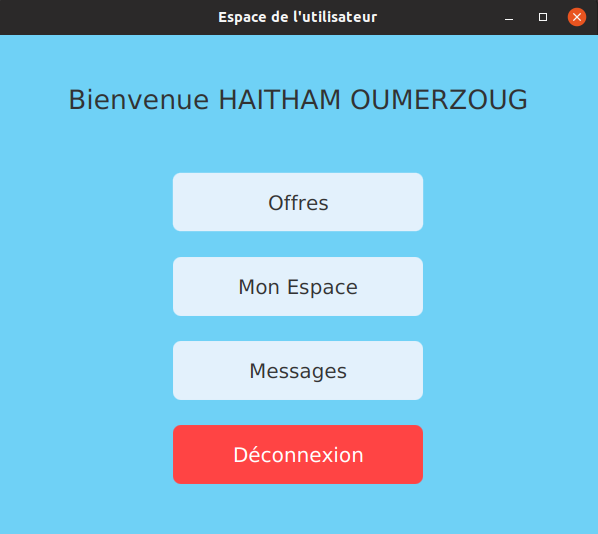 Espace de l'utilisateur
Bienvenue HAITHAM OUMERZOUG
Offres
Mon Espace
Messages
Déconnexion